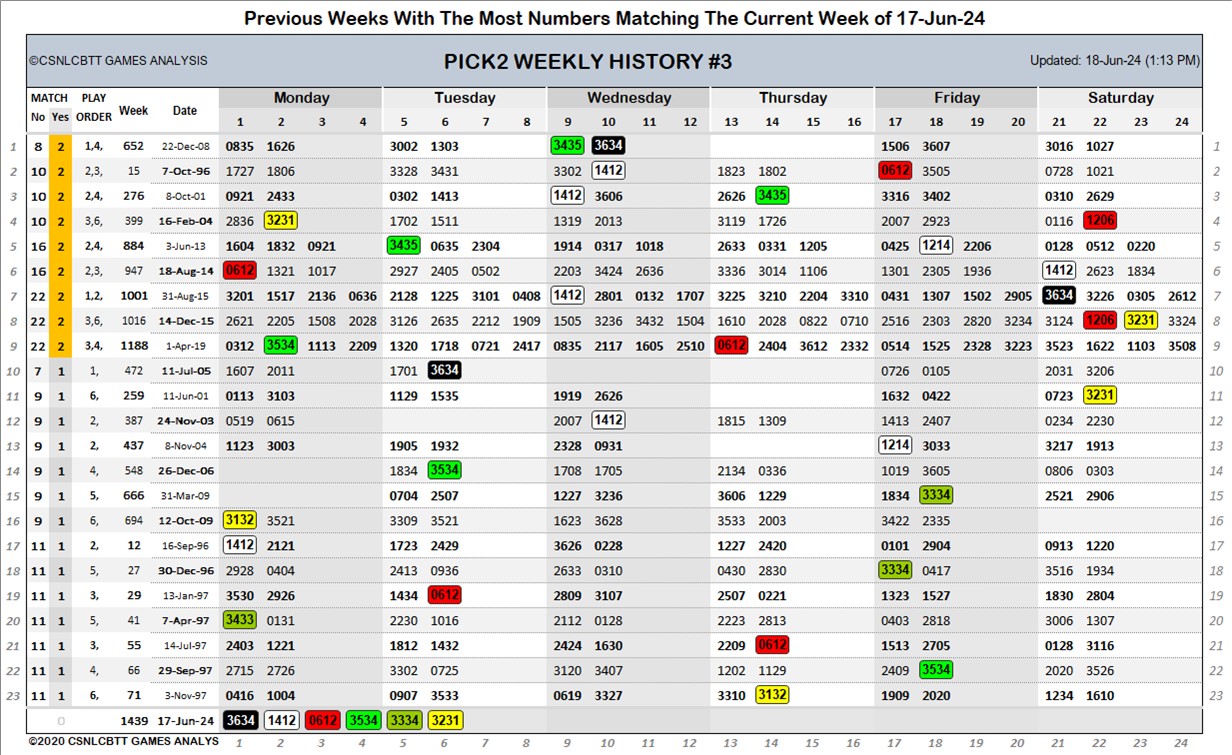 Previous Weeks With The Most Numbers Matching The Current Week of 17-Jun-24
©CSNLCBTT GAMES ANALYSIS PICK2 WEEKLY HISTORY #3 Updated: 18-Jun-24 (1:13 PM)
MATCH PLAY Week Date Monday Tuesday Wednesday Thursday Friday Saturday
No Yes ORDER 1 2 3 4 5 6 7 8 9 10 11 12 13 14 15 16 17 18 19 20 21 22 23 24
1 8 2 1,4, 652 22-Dec-08 0835 1626 3002 1303 3435 3634 1506 3607 3016 1027 1
2 10 2 2,3, 15 7-Oct-96 1727 1806 3328 3431 3302 1412 1823 1802 0612 3505 0728 1021 2
3 10 2 2,4, 276 8-Oct-01 0921 2433 0302 1413 1412 3606 2626 3435 3316 3402 0310 2629 3
4 10 2 3,6, 399 16-Feb-04 2836 3231 1702 1511 1319 2013 3119 1726 2007 2923 0116 1206 4
5 16 2 2,4, 884 3-Jun-13 1604 1832 0921 3435 0635 2304 1914 0317 1018 2633 0331 1205 0425 1214 2206 0128 0512 0220 5
6 16 2 2,3, 947 18-Aug-14 0612 1321 1017 2927 2405 0502 2203 3424 2636 3336 3014 1106 1301 2305 1936 1412 2623 1834 6
7 22 2 1,2, 1001 31-Aug-15 3201 1517 2136 0636 2128 1225 3101 0408 1412 2801 0132 1707 3225 3210 2204 3310 0431 1307 1502 2905 3634 3226 0305 2612 7
8 22 2 3,6, 1016 14-Dec-15 2621 2205 1508 2028 3126 2635 2212 1909 1505 3236 3432 1504 1610 2028 0822 0710 2516 2303 2820 3234 3124 1206 3231 3324 8
9 22 2 3,4, 1188 1-Apr-19 0312 3534 1113 2209 1320 1718 0721 2417 0835 2117 1605 2510 0612 2404 3612 2332 0514 1525 2228 3223 3523 1622 1103 3508 9
10 7 1 1, 472 11-Jul-05 1607 2011 1701 3634 0726 0105 2031 3206 10
11 9 1 6, 259 11-Jun-01 0113 3103 1129 1535 1919 2626 1632 0422 0723 3231 11
12 9 1 2, 387 24-Nov-03 0519 0615 2007 1412 1815 1309 1413 2407 0234 2230 12
13 9 1 2, 437 8-Nov-04 1123 3003 1905 1932 2328 0931 1214 3033 3217 1913 13
14 9 1 4, 548 26-Dec-06 1834 3534 1708 1705 2134 0336 1019 3605 0806 0303 14
15 9 1 5, 666 31-Mar-09 0704 2507 1227 3236 3606 1229 1834 3334 2521 2906 15
16 9 1 6, 694 12-Oct-09 3132 3521 3309 3521 1623 3628 3533 2003 3422 2335 16
17 11 1 2, 12 16-Sep-96 1412 2121 1723 2429 3626 0228 1227 2420 0101 2904 0913 1220 17
18 11 1 5, 27 30-Dec-96 2928 0404 2413 0936 2633 0310 0430 2830 3334 0417 3516 1934 18
19 11 1 3, 29 13-Jan-97 3530 2926 1434 0612 2809 3107 2507 0221 1323 1527 1830 2804 19
20 11 1 5, 41 7-Apr-97 3433 0131 2230 1016 2112 0128 2223 2813 0403 2818 3006 1307 20
21 11 1 3, 55 14-Jul-97 2403 1221 1812 1432 2424 1630 2209 0612 1513 2705 0128 3116 21
22 11 1 4, 66 29-Sep-97 2715 2726 3302 0725 3120 3407 1202 1129 2409 3534 2020 3526 22
23 11 1 6, 71 3-Nov-97 0416 1004 0907 3533 0619 3327 3310 3132 1909 2020 1234 1610 23
0 1439 17-Jun-24 3634 1412 0612 3534 3334 3231
©2020 CSNLCBTT GAMES ANALYS 1 2 3 4 5 6 7 8 9 10 11 12 13 14 15 16 17 18 19 20 21 22 23 24